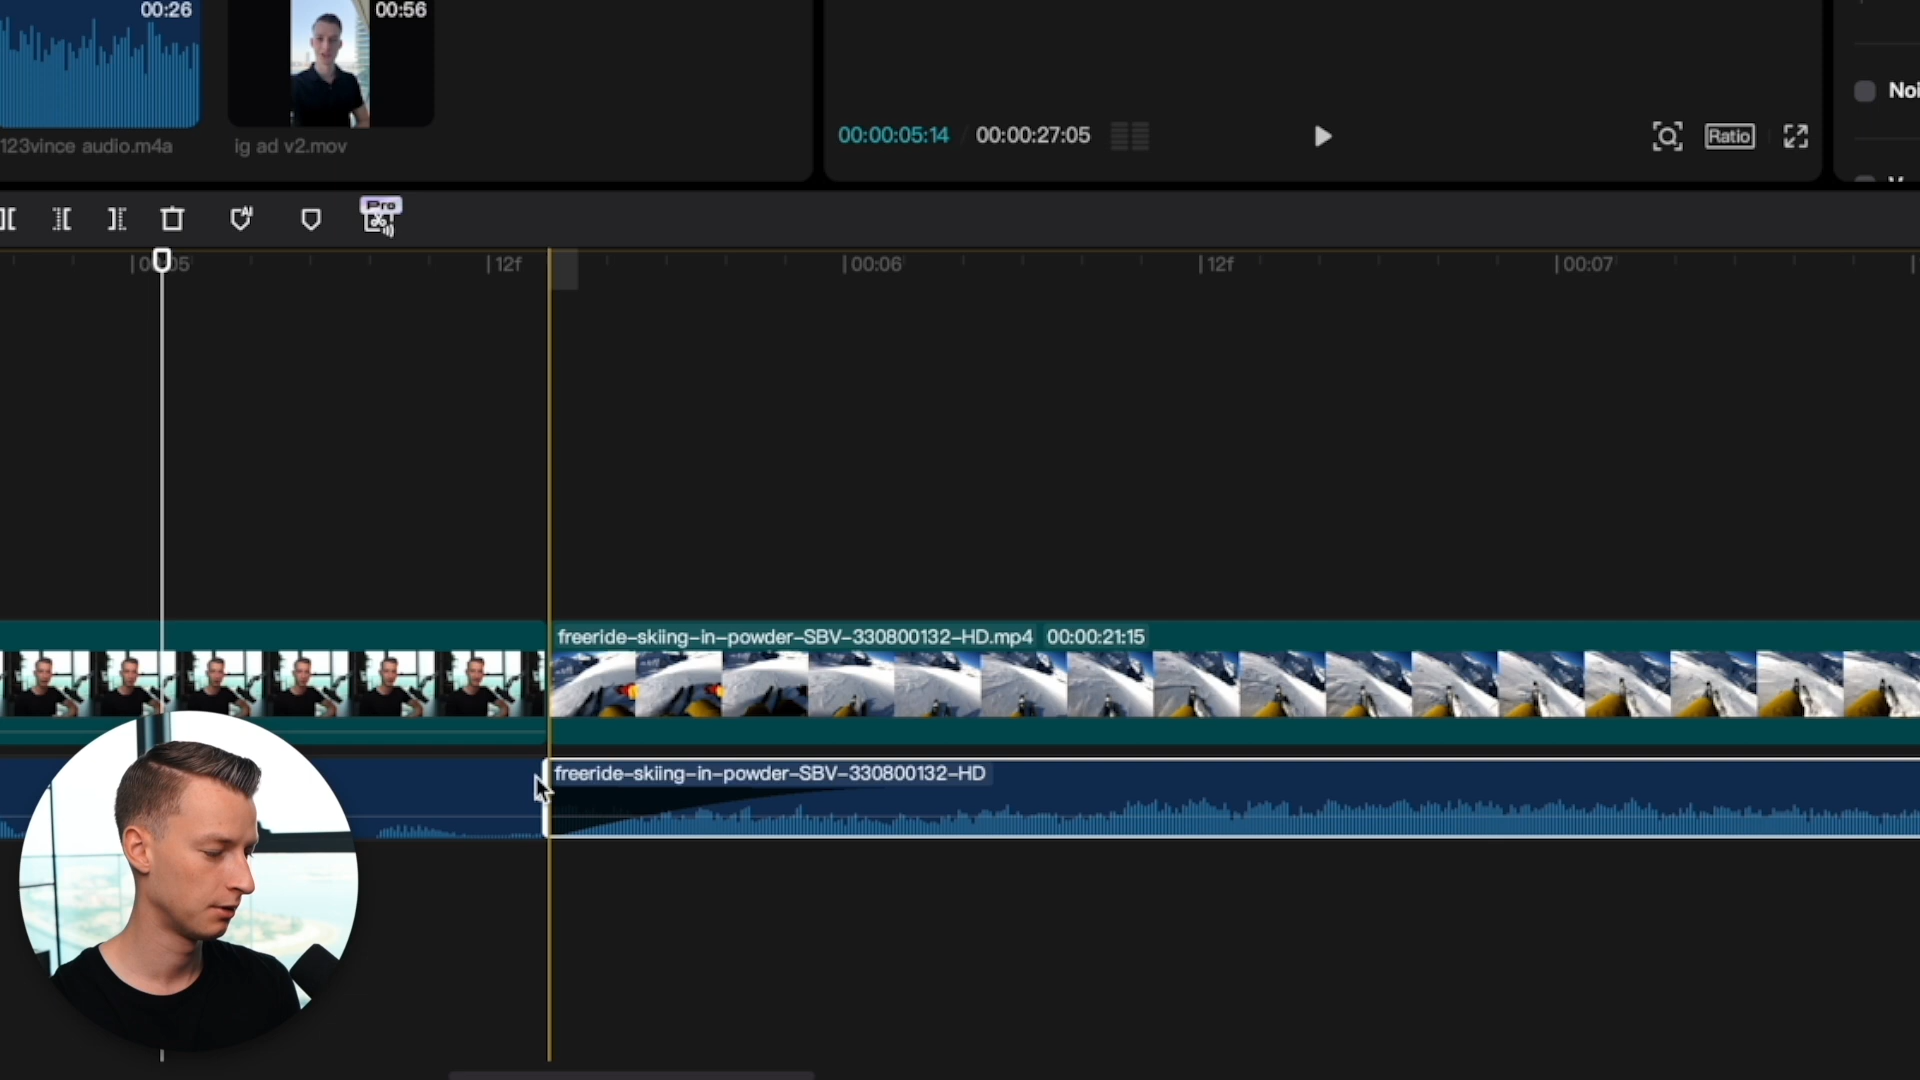 00:26
00:56
123vince audio.m4a
ig ad v2.mov
00:00:05:14 / 00:00:27:05
Ratio
Noi
AI
Pro
00:05
12f
00:06
12f
00:07
freeride-skiing-in-powder-SBV-330800132-HD.mp4 00:00:21:15
freeride-skiing-in-powder-SBV-330800132-HD